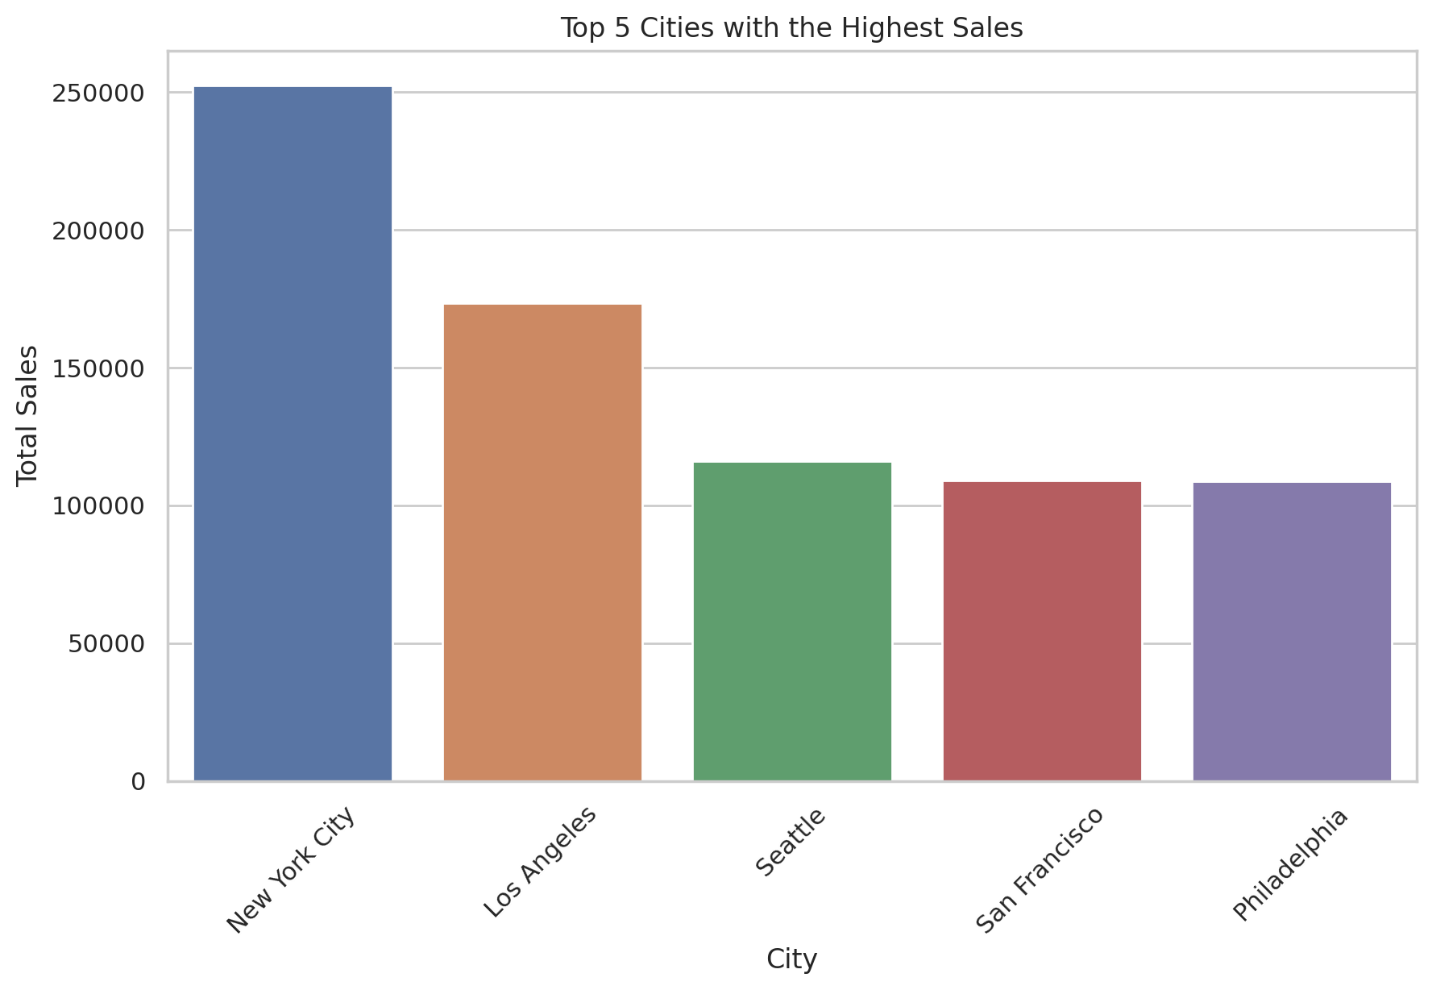 Top 5 Cities with the Highest Sales
Total Sales
250000
200000
150000
100000
50000
0
New York City
Los Angeles
Seattle
San Francisco
Philadelphia
City